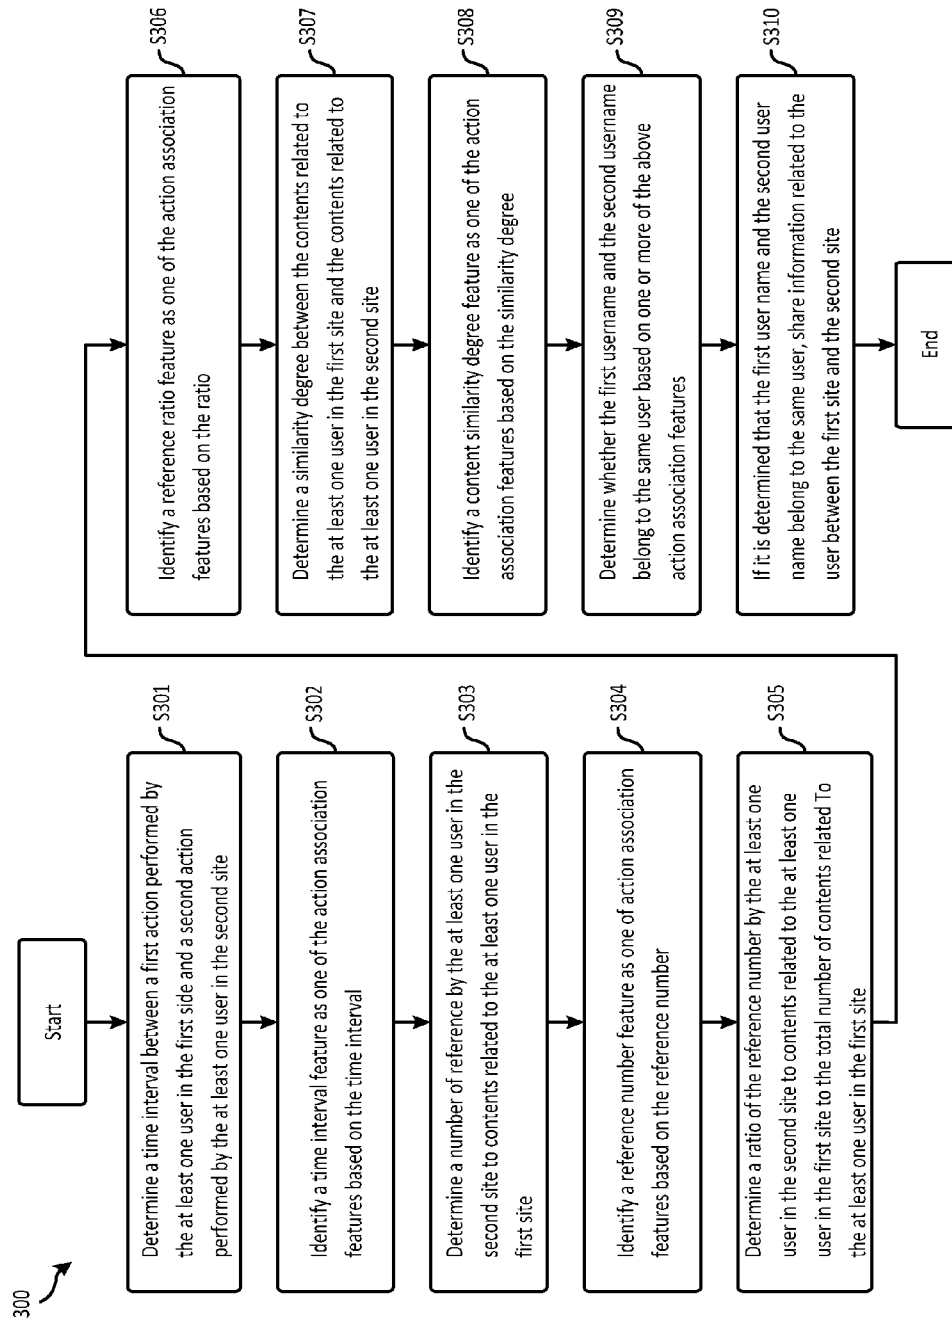 300
Start
S301
Determine a time interval between a first action performed by
the at least one user in the first side and a second action
performed by the at least one user in the second site
S302
Identify a time interval feature as one of the action association
features based on the time interval
S303
Determine a number of reference by the at least one user in the
second site to contents related to the at least one user in the
first site
S304
Identify a reference number feature as one of action association
features based on the reference number
S305
Determine a ratio of the reference number by the at least one
user in the second site to contents related to the at least one
user in the first site to the total number of contents related To
the at least one user in the first site
S306
Identify a reference ratio feature as one of the action association
features based on the ratio
S307
Determine a similarity degree between the contents related to
the at least one user in the first site and the contents related to
the at least one user in the second site
S308
Identify a content similarity degree feature as one of the action
association features based on the similarity degree
S309
Determine whether the first username and the second username
belong to the same user based on one or more of the above
action association features
S310
If it is determined that the first user name and the second user
name belong to the same user, share information related to the
user between the first site and the second site
End